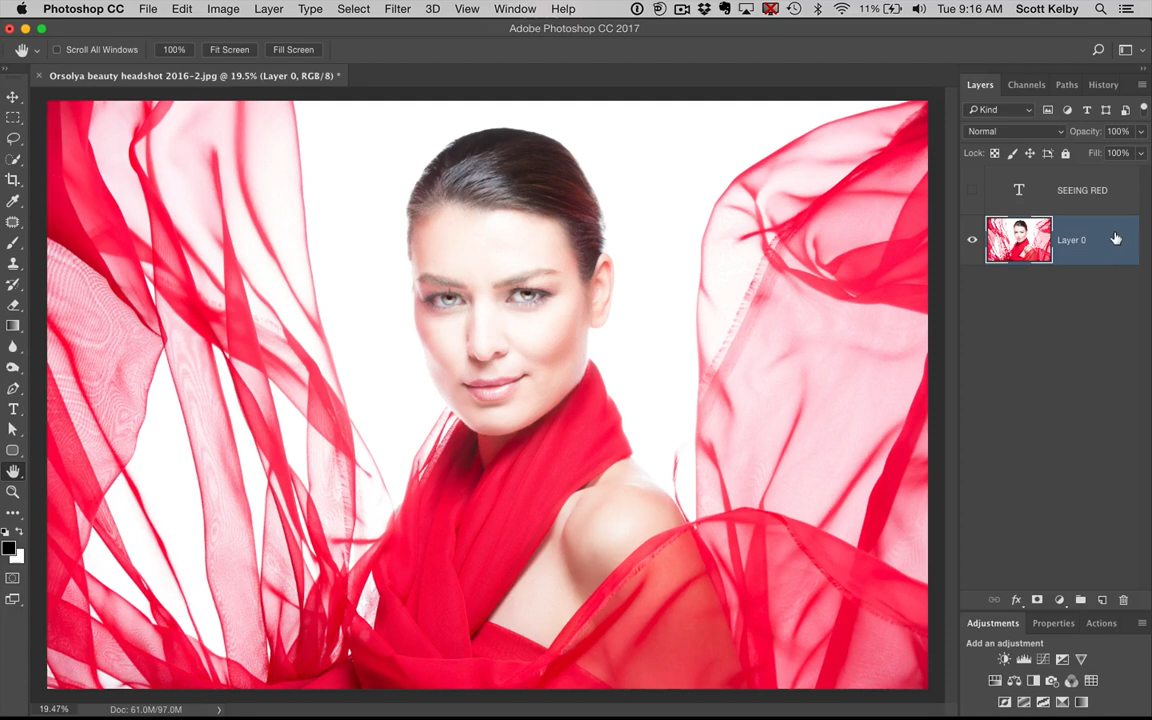 Photoshop CC File Edit Image Layer Type Select Filter 3D View Window Help 11% Tue 9:16 AM Scott Kelby
Adobe Photoshop CC 2017
Scroll All Windows 100% Fit Screen Fill Screen
Orsolya beauty headshot 2016-2.jpg @ 19.5% (Layer 0, RGB/8) *
Layers Channels Paths History
Kind
Normal Opacity: 100%
Lock: Fill: 100%
T SEEING RED
Layer 0
fx
Adjustments Properties Actions
Add an adjustment
19.47% Doc: 61.0M/97.0M